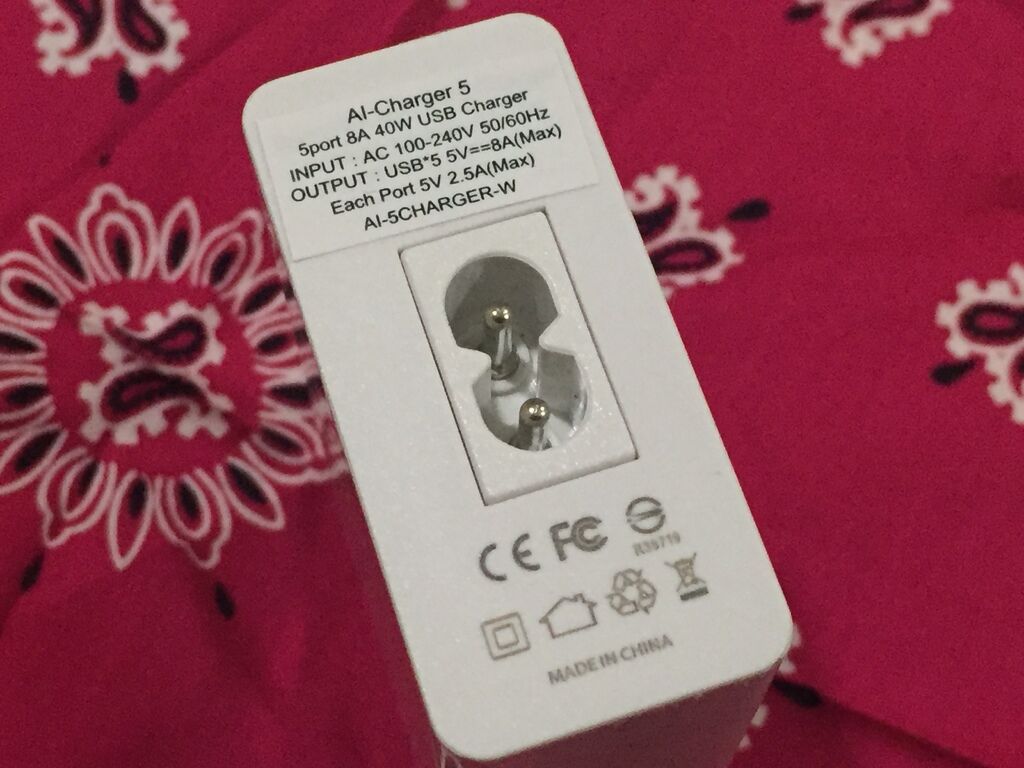 AI-Charger 5
5port 8A 40W USB Charger
INPUT : AC 100-240V 50/60Hz
OUTPUT : USB*5 5V==8A(Max)
Each Port 5V 2.5A(Max)
AI-5CHARGER-W
CE FC
MADE IN CHINA